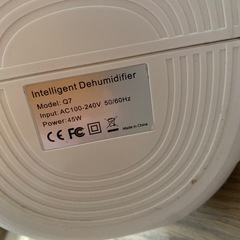 Intelligent Dehumidifier
Model: Q7
Input: AC100-240V 50/60Hz
Power: 45W
CE FC
Made in China